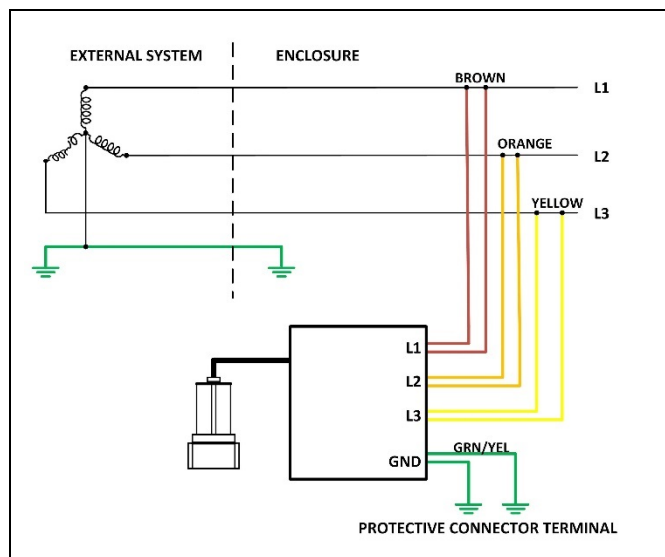 EXTERNAL SYSTEM
ENCLOSURE
BROWN
L1
ORANGE
L2
YELLOW
L3
L1
L2
L3
GRN/YEL
GND
PROTECTIVE CONNECTOR TERMINAL